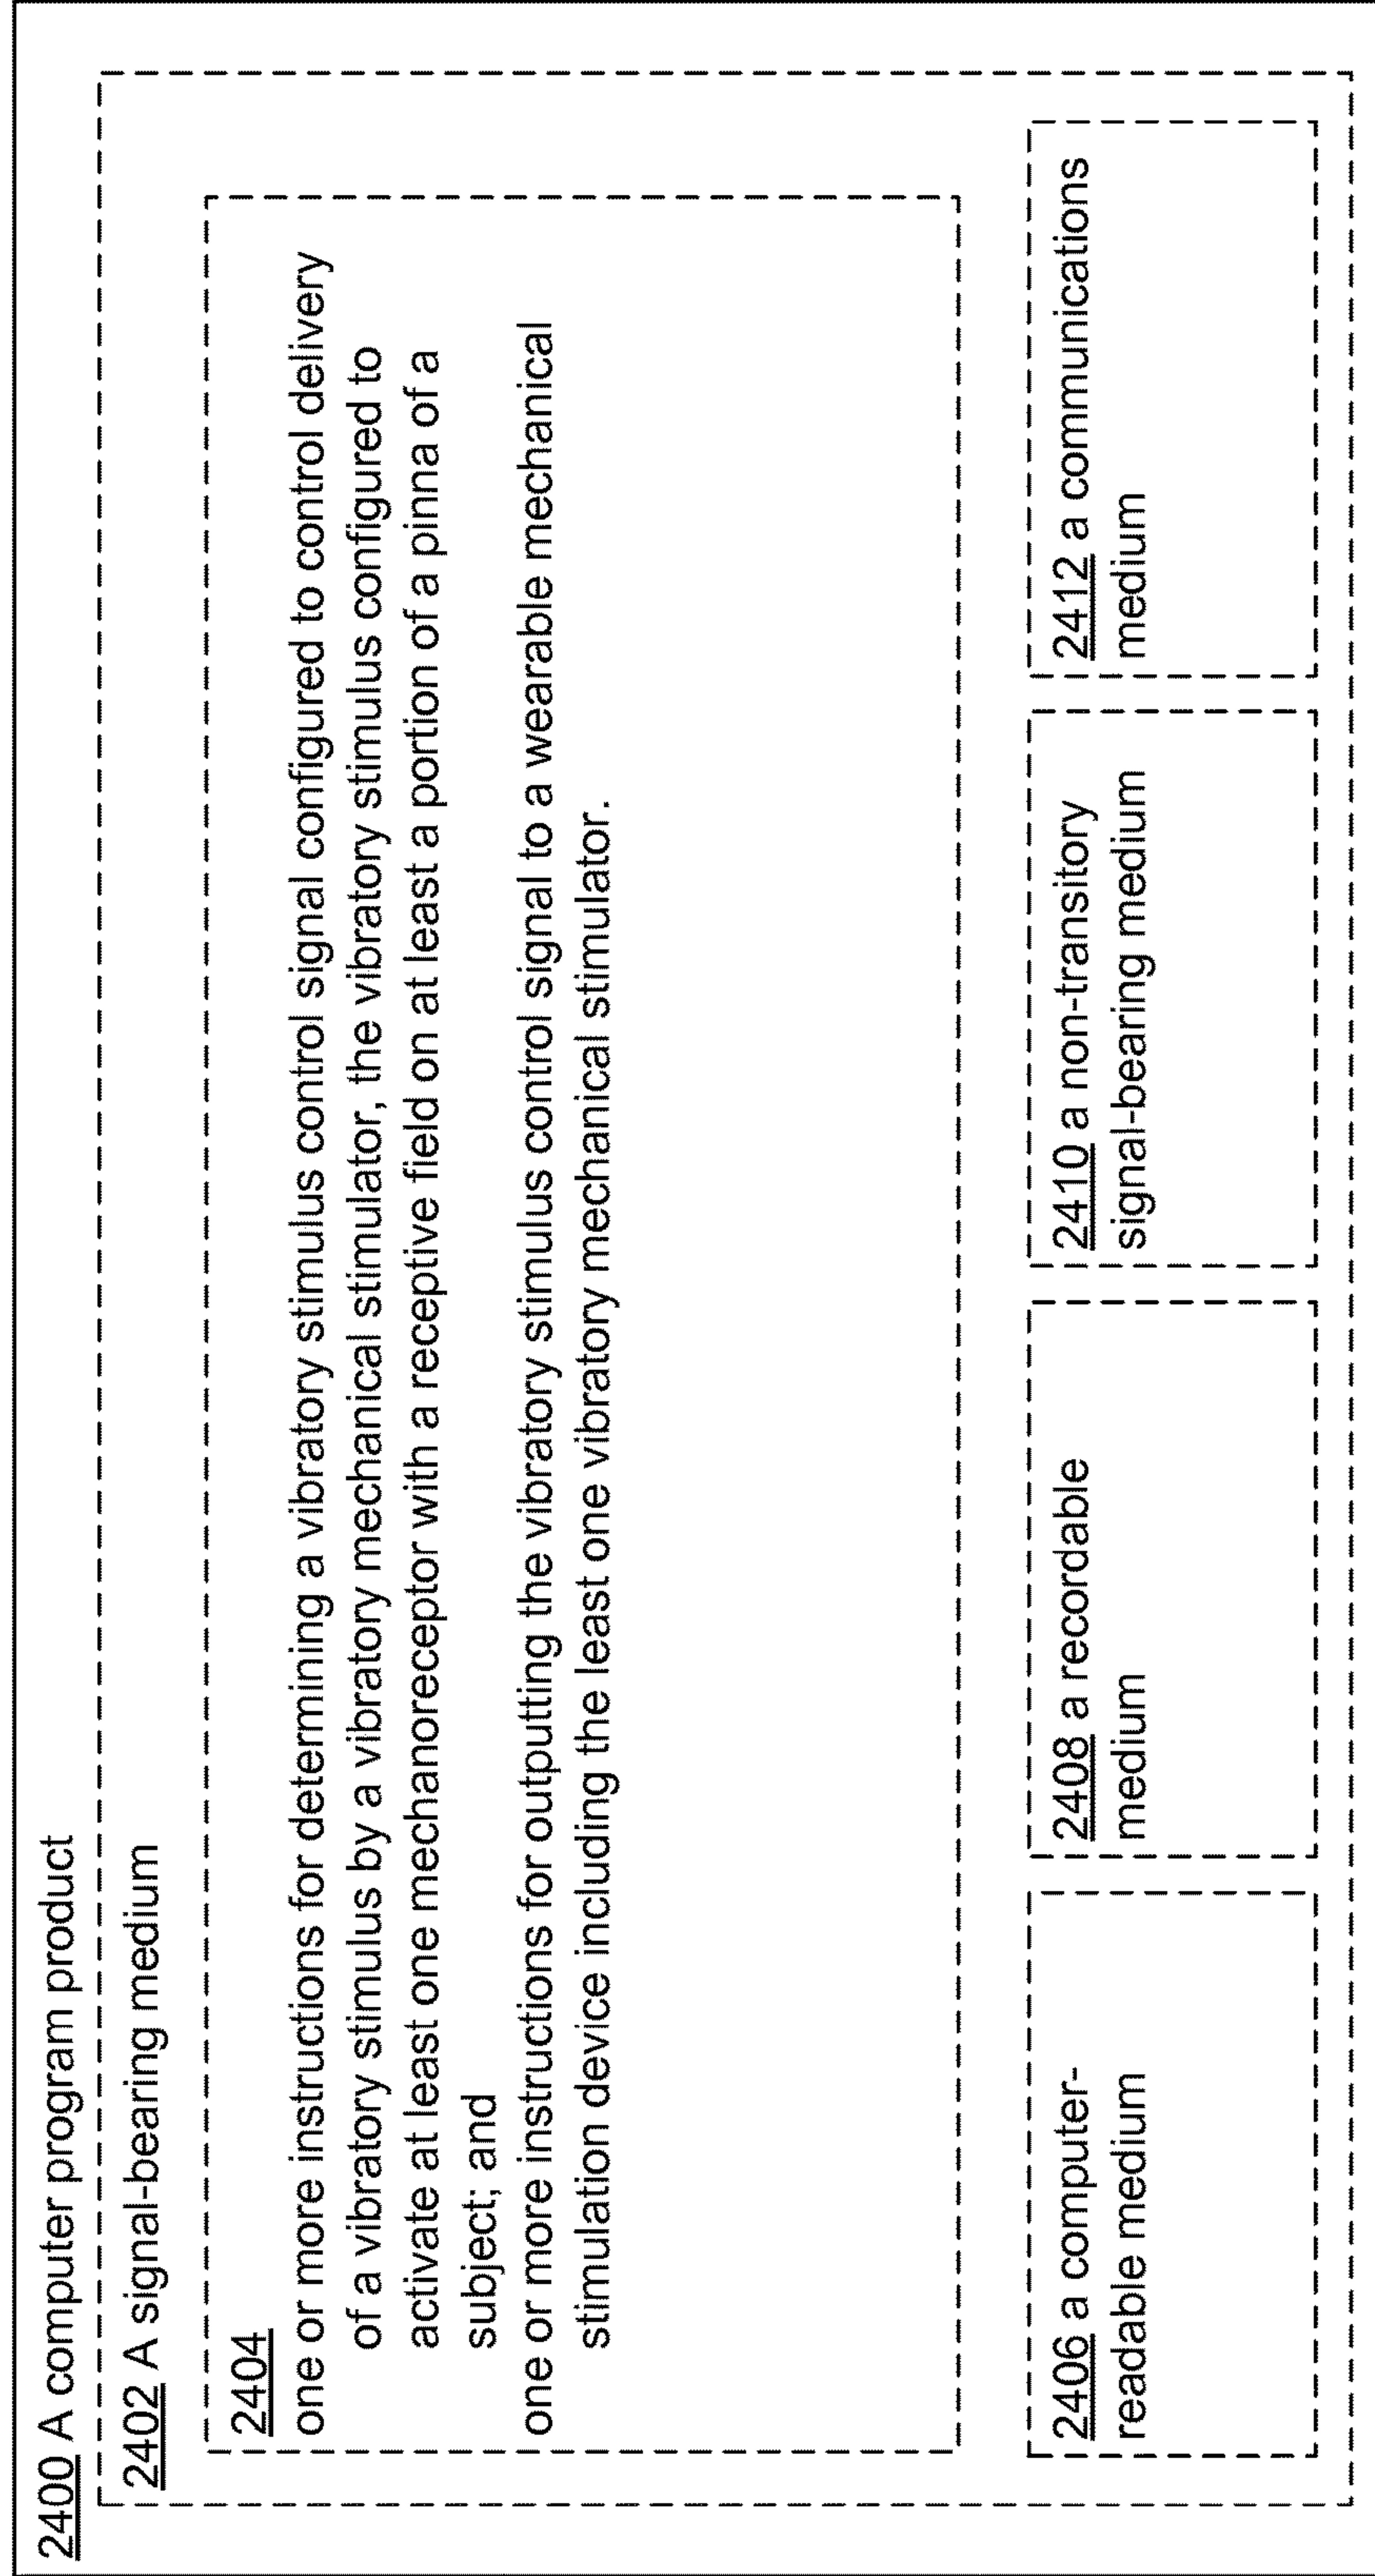 2400 A computer program product
2402 A signal-bearing medium
2404
one or more instructions for determining a vibratory stimulus control signal configured to control delivery
of a vibratory stimulus by a vibratory mechanical stimulator, the vibratory stimulus configured to
activate at least one mechanoreceptor with a receptive field on at least a portion of a pinna of a
subject; and
one or more instructions for outputting the vibratory stimulus control signal to a wearable mechanical
stimulation device including the least one vibratory mechanical stimulator.
2406 a computer-
readable medium
2408 a recordable
medium
2410 a non-transitory
signal-bearing medium
2412 a communications
medium